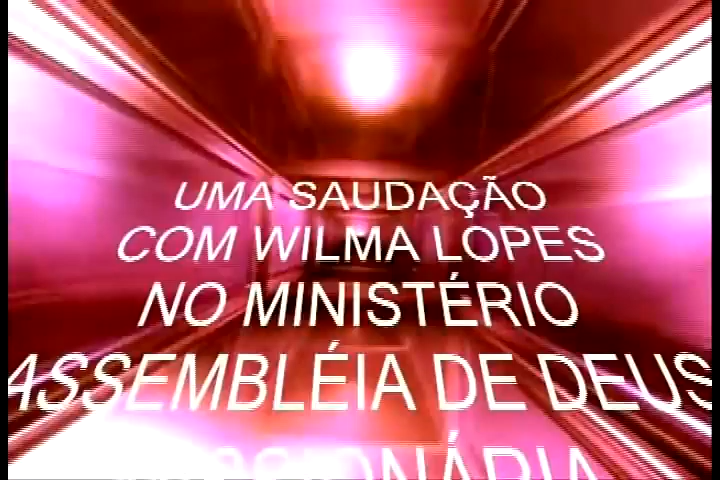 UMA SAUDAÇÃO
COM WILMA LOPES
NO MINISTÉRIO
ASSEMBLÉIA DE DEUS